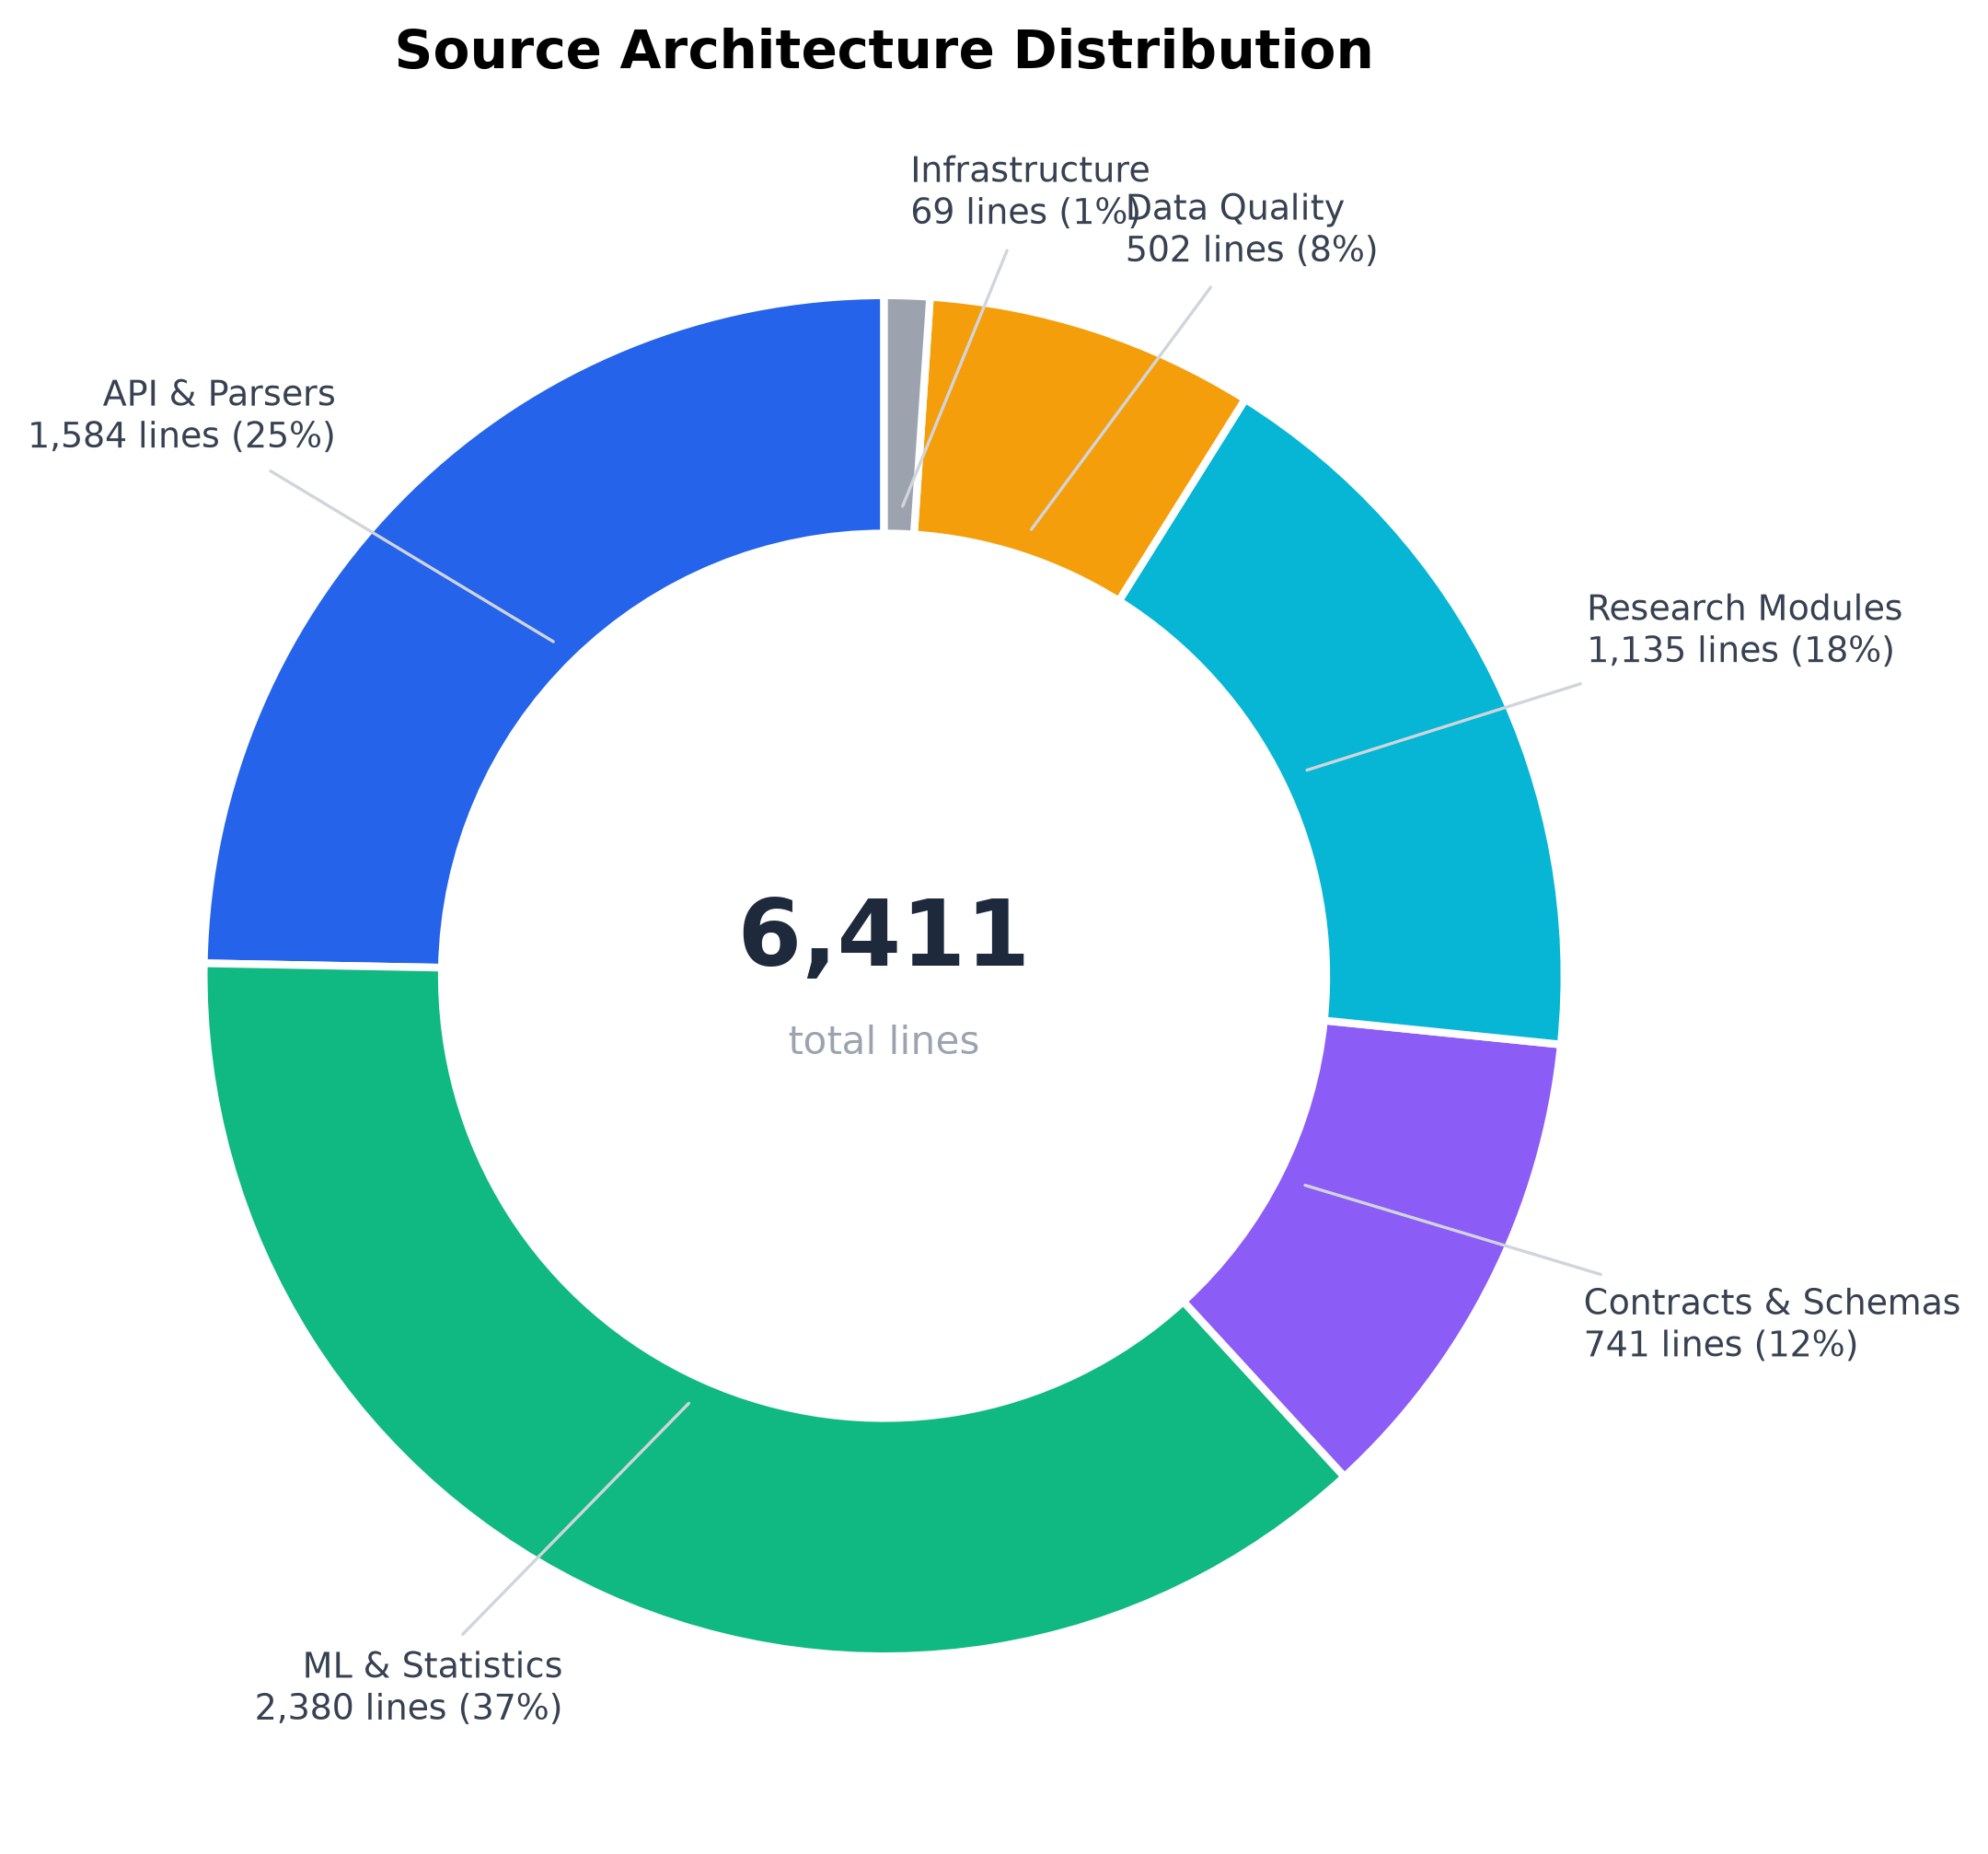 Source Architecture Distribution
Infrastructure
69 lines (1%)
Data Quality
502 lines (8%)
API & Parsers
1,584 lines (25%)
Research Modules
1,135 lines (18%)
6,411
total lines
Contracts & Schemas
741 lines (12%)
ML & Statistics
2,380 lines (37%)